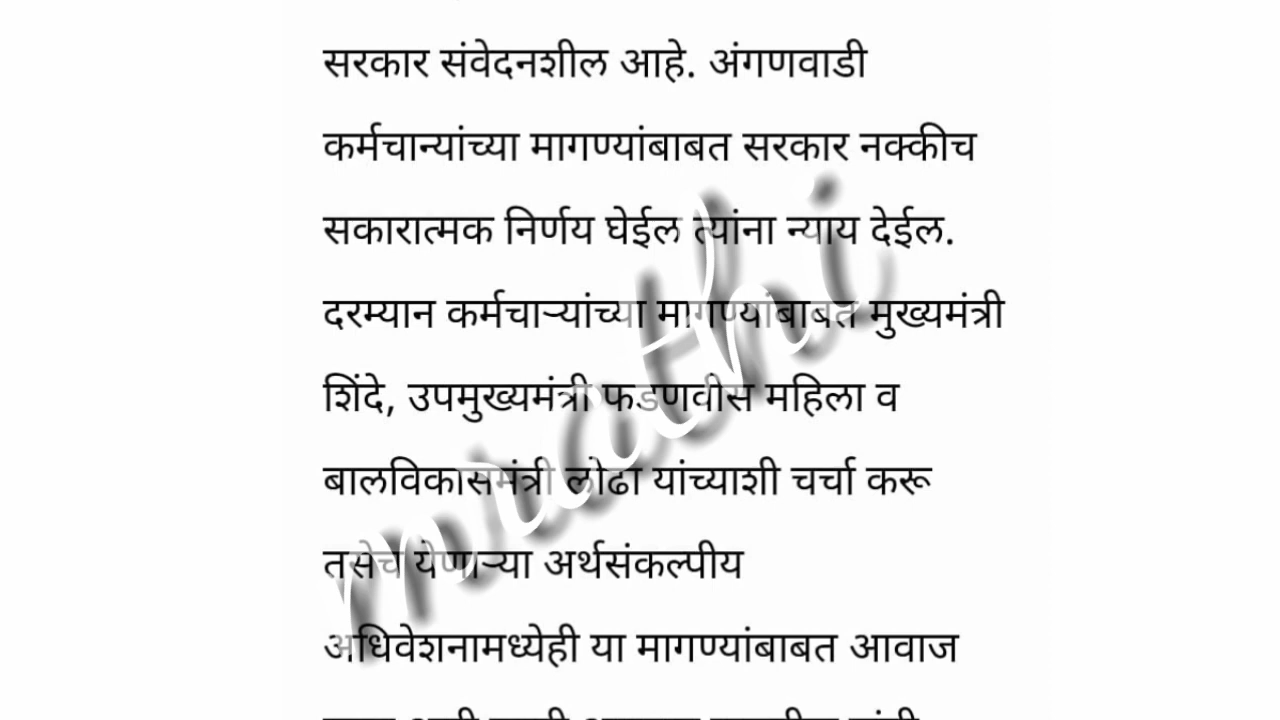 सरकार संवेदनशील आहे. अंगणवाडी
कर्मचान्यांच्या मागण्यांबाबत सरकार नक्कीच
सकारात्मक निर्णय घेईल त्यांना न्याय देईल.
दरम्यान कर्मचाऱ्यांच्या मागण्यांबाबत मुख्यमंत्री
शिंदे, उपमुख्यमंत्री फडणवीस महिला व
बालविकासमंत्री लोढा यांच्याशी चर्चा करू
तसेच येणाऱ्या अर्थसंकल्पीय
अधिवेशनामध्येही या मागण्यांबाबत आवाज